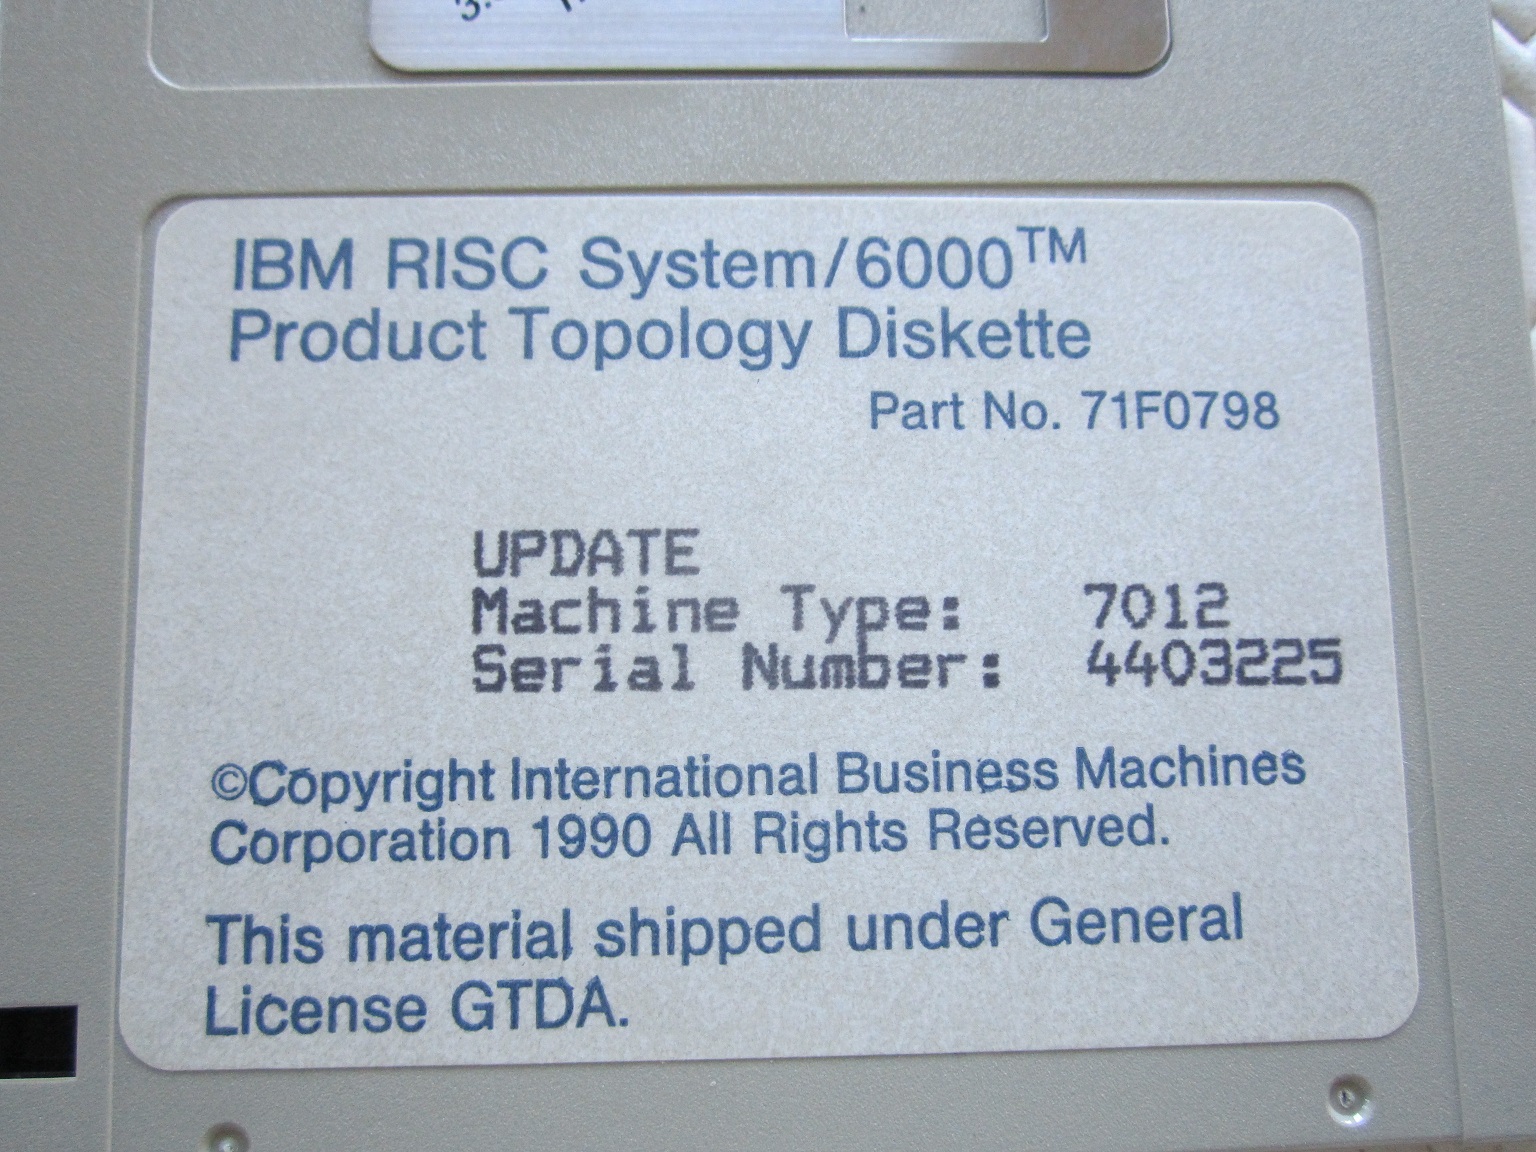 IBM RISC System/6000™
Product Topology Diskette
Part No. 71F0798
UPDATE
Machine Type: 7012
Serial Number: 4403225
©Copyright International Business Machines
Corporation 1990 All Rights Reserved.
This material shipped under General
License GTDA.